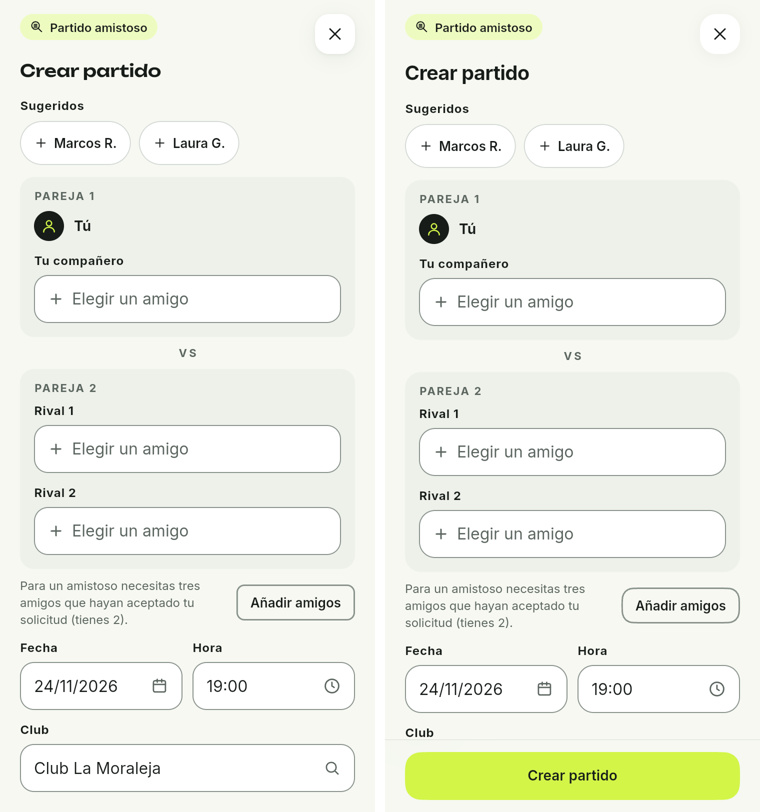 Partido amistoso
Crear partido
Sugeridos
+ Marcos R.
+ Laura G.
PAREJA 1
Tú
Tu compañero
+ Elegir un amigo
VS
PAREJA 2
Rival 1
+ Elegir un amigo
Rival 2
+ Elegir un amigo
Para un amistoso necesitas tres
amigos que hayan aceptado tu
solicitud (tienes 2).
Añadir amigos
Fecha
Hora
24/11/2026
19:00
Club
Club La Moraleja
Partido amistoso
Crear partido
Sugeridos
+ Marcos R.
+ Laura G.
PAREJA 1
Tú
Tu compañero
+ Elegir un amigo
VS
PAREJA 2
Rival 1
+ Elegir un amigo
Rival 2
+ Elegir un amigo
Para un amistoso necesitas tres
amigos que hayan aceptado tu
solicitud (tienes 2).
Añadir amigos
Fecha
Hora
24/11/2026
19:00
Club
Crear partido